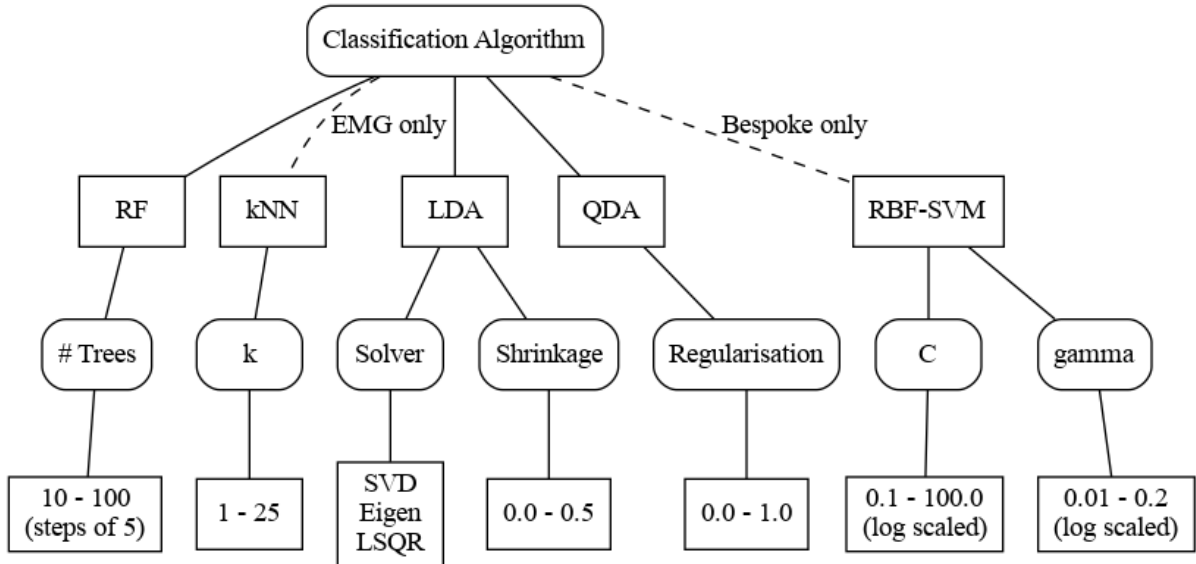 Classification Algorithm
EMG only
Bespoke only
RF
kNN
LDA
QDA
RBF-SVM
# Trees
k
Solver
Shrinkage
Regularisation
C
gamma
10 - 100
(steps of 5)
1 - 25
SVD
Eigen
LSQR
0.0 - 0.5
0.0 - 1.0
0.1 - 100.0
(log scaled)
0.01 - 0.2
(log scaled)